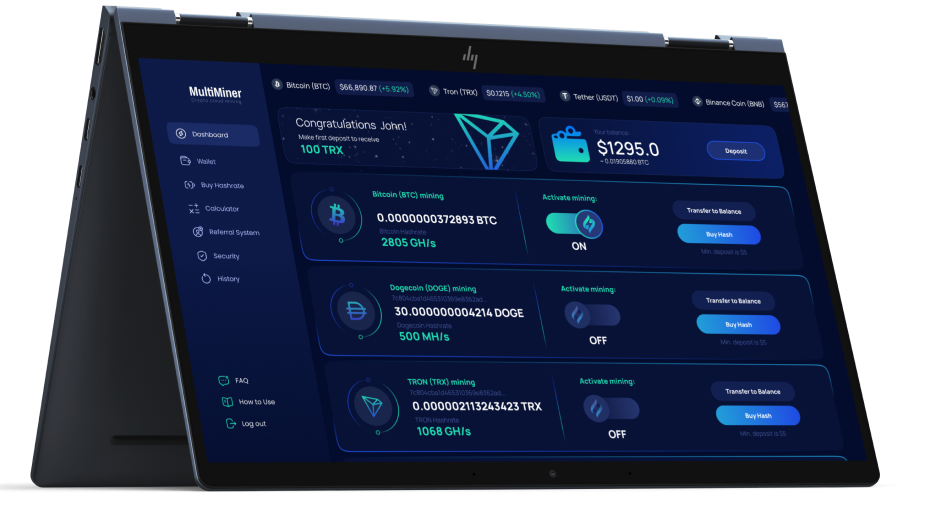 MultiMiner
Crypto cloud mining
Dashboard
Wallet
Buy Hashrate
Calculator
Referral System
Security
History
FAQ
How to Use
Log out
Bitcoin (BTC) $66,890.87 (+5.92%) Tron (TRX) $0.1215 (+4.50%) Tether (USDT) $1.00 (+0.09%) Binance Coin (BNB) $567
Congratulations John!
Make first deposit to receive
100 TRX
Your balance:
$1295.0
~ 0.01905880 BTC
Deposit
Bitcoin (BTC) mining
0.0000000372893 BTC
Bitcoin Hashrate
2805 GH/s
Activate mining:
ON
Transfer to Balance
Buy Hash
Min. deposit is $5
Dogecoin (DOGE) mining
30.000000004214 DOGE
Dogecoin Hashrate
500 MH/s
Activate mining:
OFF
Transfer to Balance
Buy Hash
Min. deposit is $5
TRON (TRX) mining
0.000002113243423 TRX
TRON Hashrate
1068 GH/s
Activate mining:
OFF
Transfer to Balance
Buy Hash
Min. deposit is $5